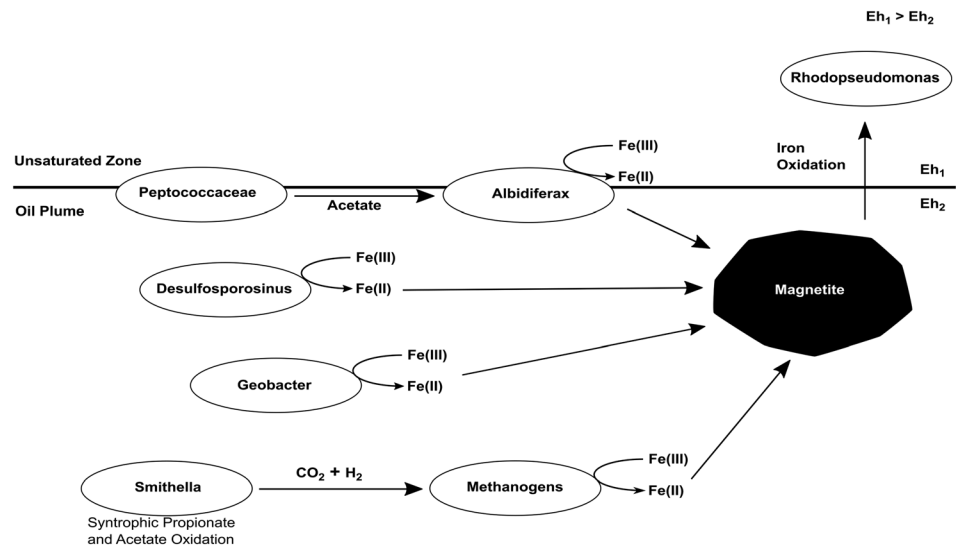 Eh₁ > Eh₂
Rhodopseudomonas
Fe(III)
Iron
Oxidation
Unsaturated Zone
Eh₁
Peptococcaceae
Albidiferax
Fe(II)
Acetate
Oil Plume
Eh₂
Fe(III)
Desulfosporosinus
Fe(II)
Magnetite
Fe(III)
Geobacter
Fe(II)
CO₂ + H₂
Fe(III)
Smithella
Methanogens
Fe(II)
Syntrophic Propionate
and Acetate Oxidation